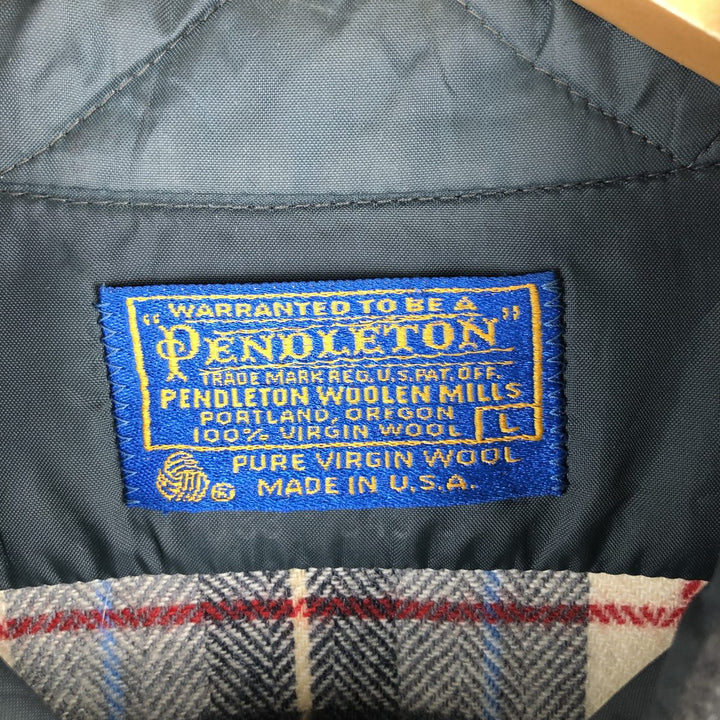 WARRANTED TO BE A
"PENDLETON"
TRADE MARK REG. U.S. PAT. OFF.
PENDLETON WOOLEN MILLS
PORTLAND, OREGON
100% VIRGIN WOOL L
PURE VIRGIN WOOL
® MADE IN U.S.A.